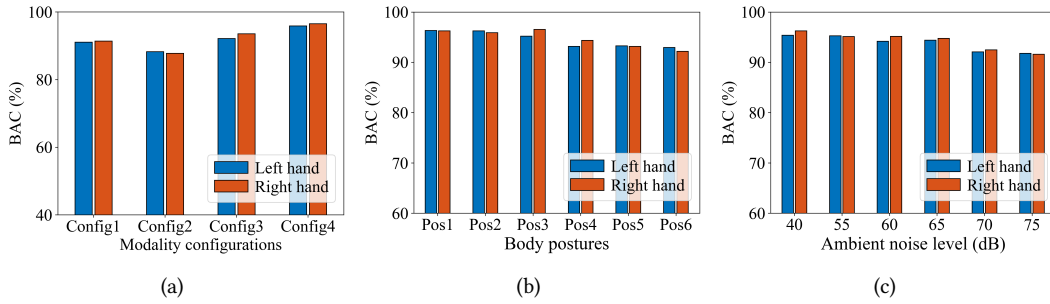 BAC (%)
100
80
60
40
Left hand
Right hand
Config1 Config2 Config3 Config4
Modality configurations
(a)
BAC (%)
100
90
80
70
60
Left hand
Right hand
Pos1 Pos2 Pos3 Pos4 Pos5 Pos6
Body postures
(b)
BAC (%)
100
90
80
70
60
Left hand
Right hand
40 55 60 65 70 75
Ambient noise level (dB)
(c)